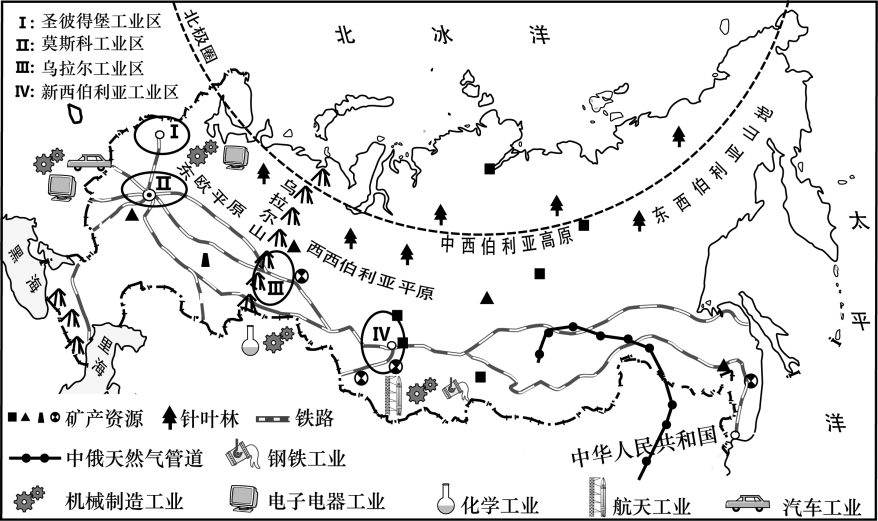 I：圣彼得堡工业区
II：莫斯科工业区
III：乌拉尔工业区
IV：新西伯利亚工业区
北极圈
北 冰 洋
I
II
东欧平原
乌拉尔山
III
西西伯利亚平原
中西伯利亚高原
东西伯利亚山地
太 平 洋
黑海
黑海
IV
中华人民共和国
矿产资源
针叶林
铁路
中俄天然气管道
钢铁工业
机械制造工业
电子电器工业
化学工业
航天工业
汽车工业